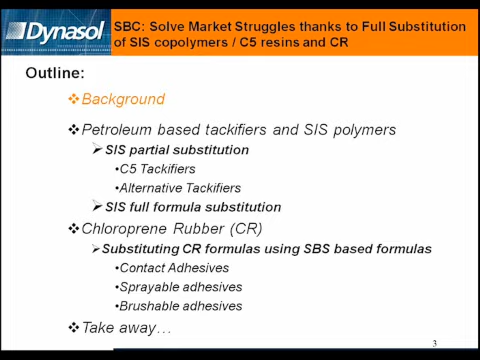 Dynasol
SBC: Solve Market Struggles thanks to Full Substitution
of SIS copolymers / C5 resins and CR
Outline:
❖Background
❖Petroleum based tackifiers and SIS polymers
➢SIS partial substitution
•C5 Tackifiers
•Alternative Tackifiers
➢SIS full formula substitution
❖Chloroprene Rubber (CR)
➢Substituting CR formulas using SBS based formulas
•Contact Adhesives
•Sprayable adhesives
•Brushable adhesives
❖Take away…
3